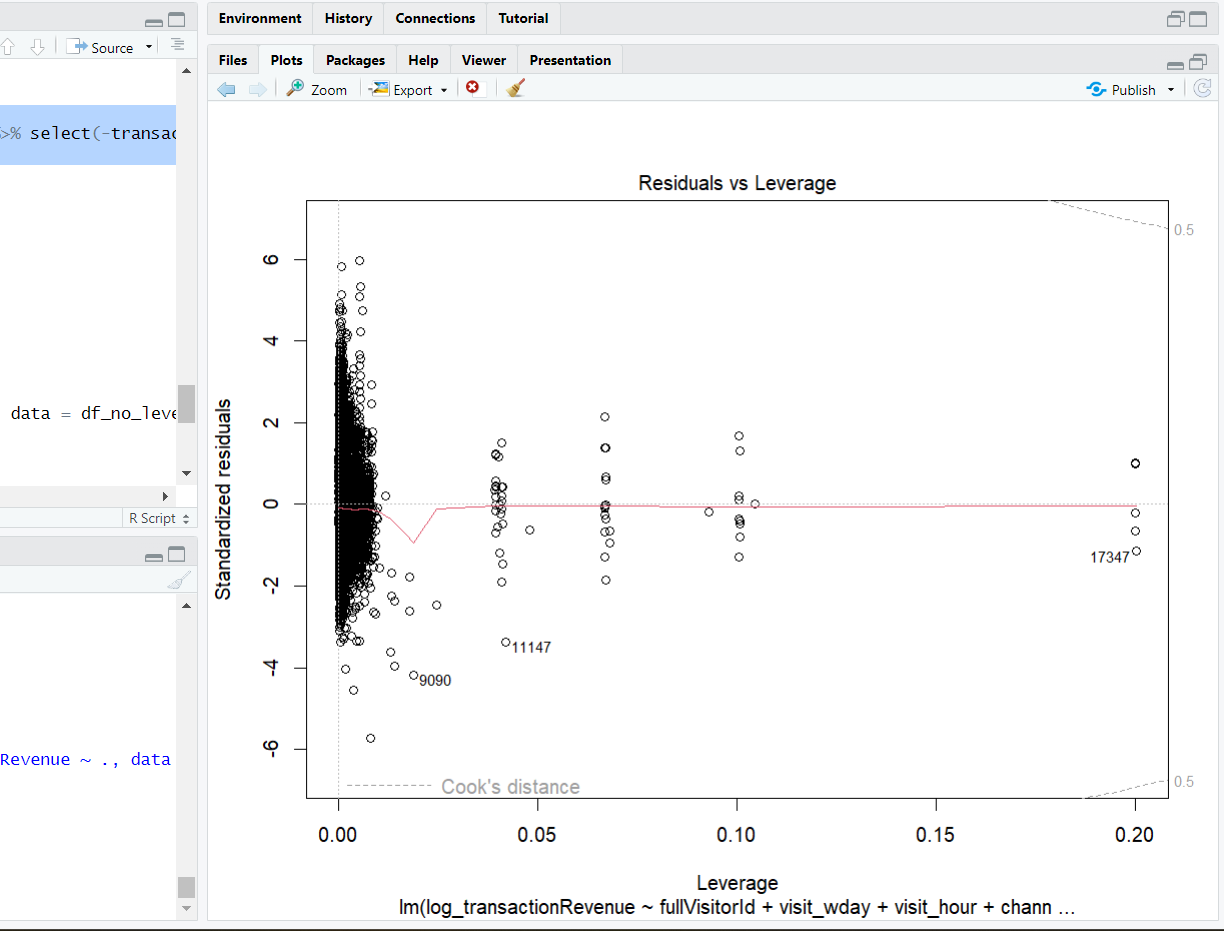 Source
>% select(-transac
data = df_no_leve
R Script
Revenue ~ ., data
Environment History Connections Tutorial
Files Plots Packages Help Viewer Presentation
Zoom Export Publish
Residuals vs Leverage
0.5
6
4
2
0
-2
-4
-6
Standardized residuals
17347
11147
9090
Cook's distance
0.5
0.00 0.05 0.10 0.15 0.20
Leverage
lm(log_transactionRevenue ~ fullVisitorId + visit_wday + visit_hour + chann ...